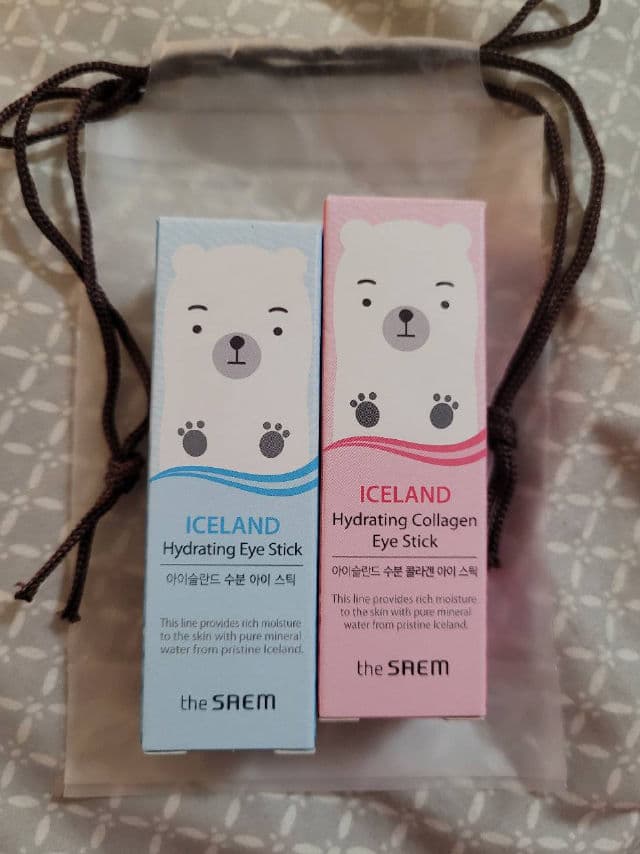 ICELAND
Hydrating Eye Stick
아이슬란드 수분 아이 스틱
This line provides rich moisture
to the skin with pure mineral
water from pristine Iceland.
the SAEM
ICELAND
Hydrating Collagen
Eye Stick
아이슬란드 수분 콜라겐 아이 스틱
This line provides rich moisture
to the skin with pure mineral
water from pristine Iceland.
the SAEM